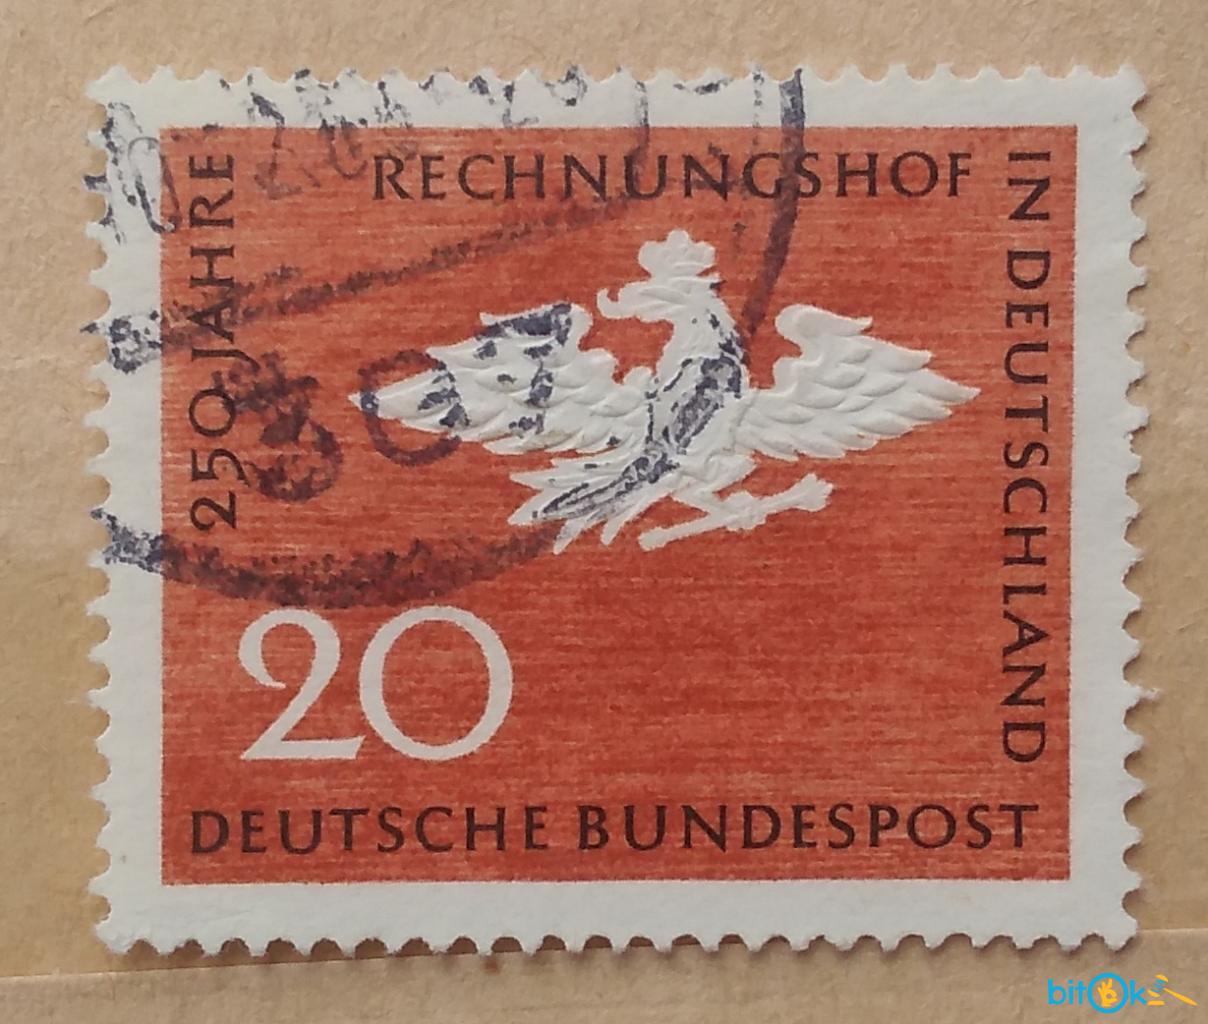 250 JAHRE
RECHNUNGSHOF
IN DEUTSCHLAND
20
DEUTSCHE BUNDESPOST
bitOk